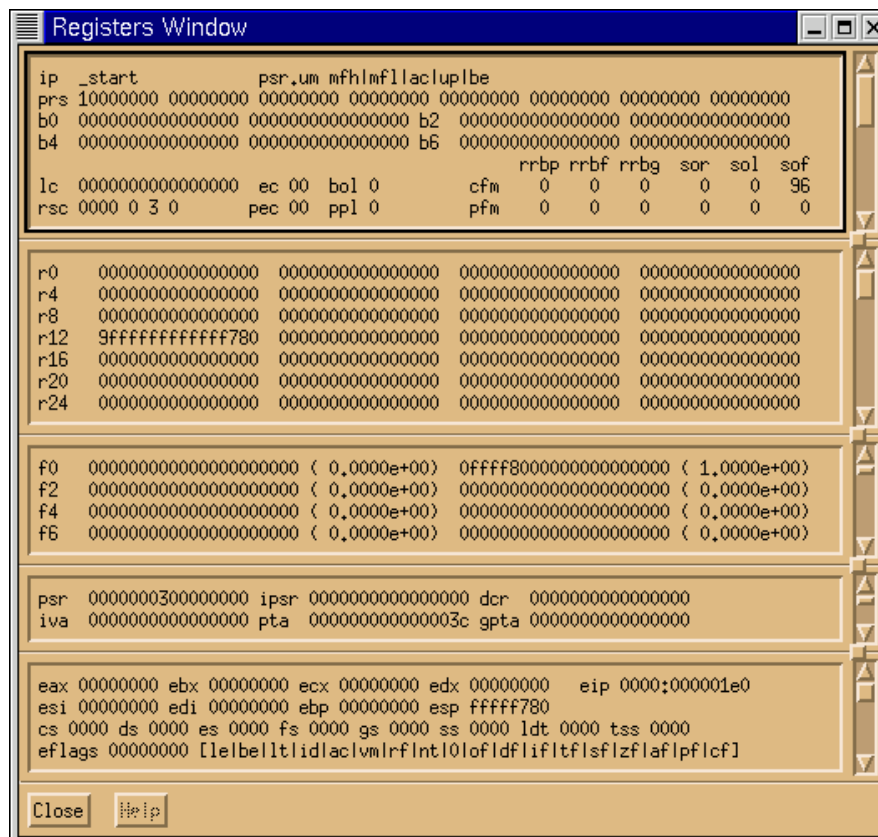 Registers Window
ip _start psr.um mfh|mfl|ac|up|be
prs 10000000 00000000 00000000 00000000 00000000 00000000 00000000 00000000
b0 0000000000000000 0000000000000000 b2 0000000000000000 0000000000000000
b4 0000000000000000 0000000000000000 b6 0000000000000000 0000000000000000
rrbp rrbf rrbg sor sol sof
lc 0000000000000000 ec 00 bol 0 cfm 0 0 0 0 0 96
rsc 0000 0 3 0 pec 00 ppl 0 pfm 0 0 0 0 0 0
r0 0000000000000000 0000000000000000 0000000000000000 0000000000000000
r4 0000000000000000 0000000000000000 0000000000000000 0000000000000000
r8 0000000000000000 0000000000000000 0000000000000000 0000000000000000
r12 9ffffffffffff780 0000000000000000 0000000000000000 0000000000000000
r16 0000000000000000 0000000000000000 0000000000000000 0000000000000000
r20 0000000000000000 0000000000000000 0000000000000000 0000000000000000
r24 0000000000000000 0000000000000000 0000000000000000 0000000000000000
f0 000000000000000000000 ( 0.0000e+00) 0ffff8000000000000000 ( 1.0000e+00)
f2 000000000000000000000 ( 0.0000e+00) 000000000000000000000 ( 0.0000e+00)
f4 000000000000000000000 ( 0.0000e+00) 000000000000000000000 ( 0.0000e+00)
f6 000000000000000000000 ( 0.0000e+00) 000000000000000000000 ( 0.0000e+00)
psr 0000000300000000 ipsr 0000000000000000 dcr 0000000000000000
iva 0000000000000000 pta 000000000000003c gpta 0000000000000000
eax 00000000 ebx 00000000 ecx 00000000 edx 00000000 eip 0000:000001e0
esi 00000000 edi 00000000 ebp 00000000 esp fffff780
cs 0000 ds 0000 es 0000 fs 0000 gs 0000 ss 0000 ldt 0000 tss 0000
eflags 00000000 [le|be|lt|id|ac|vm|rf|nt|0|of|df|if|tf|sf|zf|af|pf|cf]
Close Help